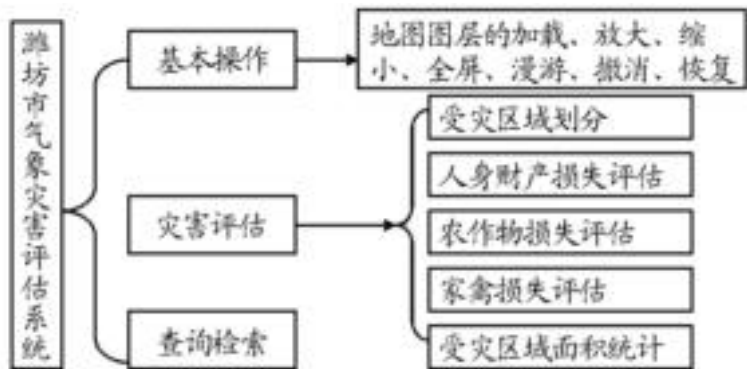 潍坊市气象灾害评估系统
基本操作
地图图层的加载、放大、缩
小、全屏、漫游、撤消、恢复
灾害评估
受灾区域划分
人身财产损失评估
农作物损失评估
家禽损失评估
受灾区域面积统计
查询检索